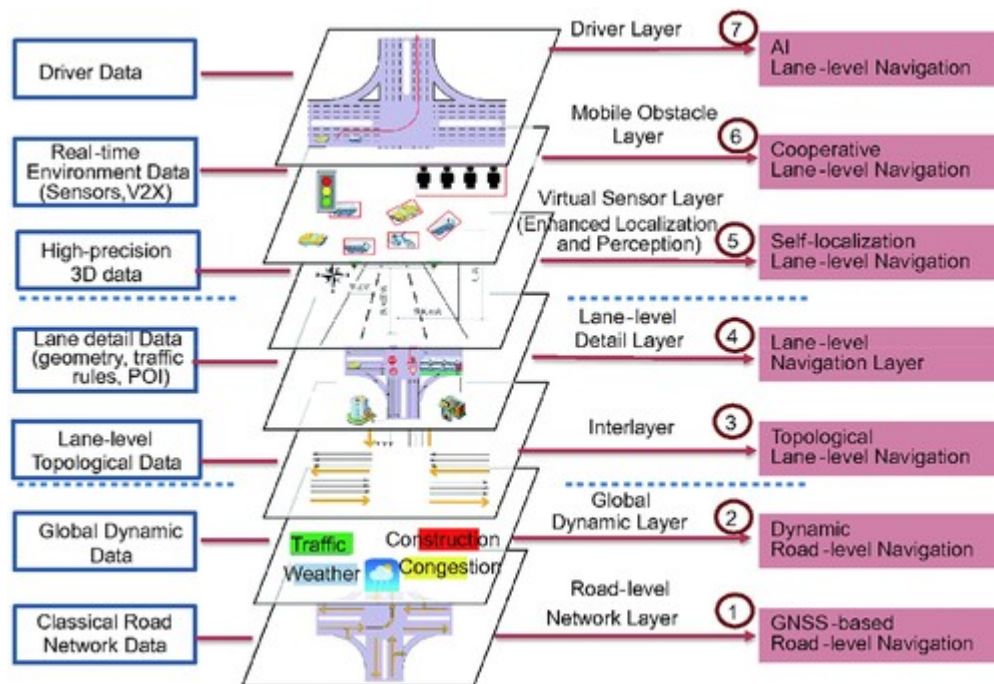 Driver Data
Driver Layer
7
AI
Lane-level Navigation
Real-time
Environment Data
(Sensors,V2X)
Mobile Obstacle
Layer
6
Cooperative
Lane-level Navigation
High-precision
3D data
Virtual Sensor Layer
(Enhanced Localization
and Perception)
5
Self-localization
Lane-level Navigation
Lane detail Data
(geometry, traffic
rules, POI)
Lane-level
Detail Layer
4
Lane-level
Navigation Layer
Lane-level
Topological Data
Interlayer
3
Topological
Lane-level Navigation
Global Dynamic
Data
Traffic
Construction
Weather
Congestion
Global
Dynamic Layer
2
Dynamic
Road-level Navigation
Classical Road
Network Data
Road-level
Network Layer
1
GNSS-based
Road-level Navigation